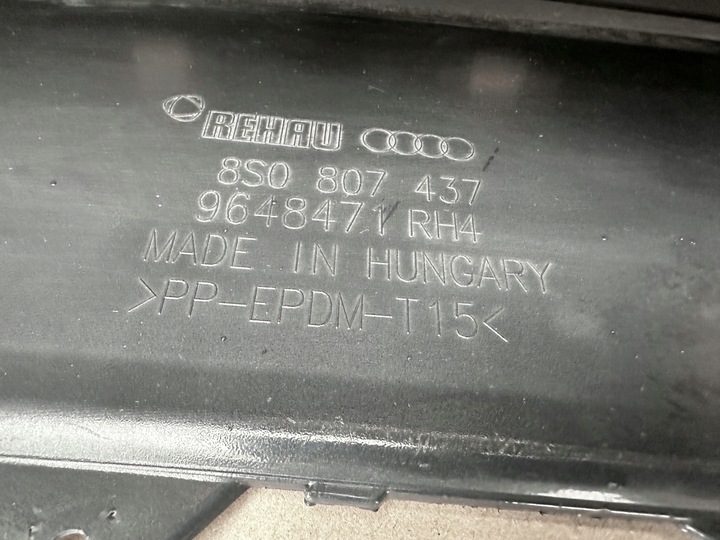 REHAU
8S0 807 437
9648471 RH4
MADE IN HUNGARY
>PP-EPDM-T15<